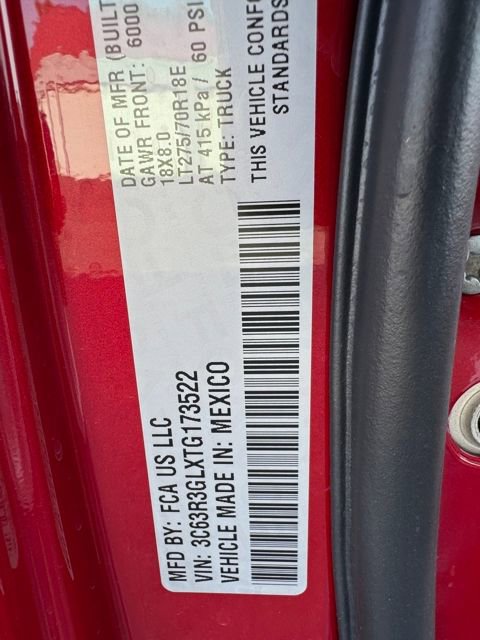 MFD BY: FCA US LLC
DATE OF MFR (BUILT
GAWR FRONT: 6000
18X8.0
LT275/70R18E
AT 415 kPa / 60 PSI
TYPE: TRUCK
VIN: 3C63R3GLXTG173522
VEHICLE MADE IN: MEXICO
THIS VEHICLE CONFO
STANDARDS